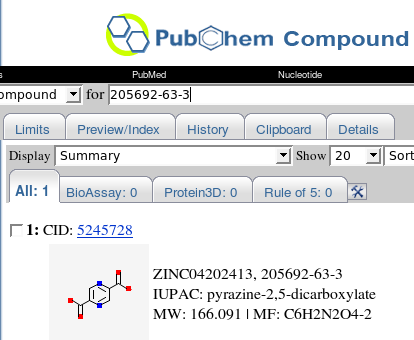 PubChem Compound
s PubMed Nucleotide
ompound for 205692-63-3
Limits Preview/Index History Clipboard Details
Display Summary Show 20 Sort
All: 1 BioAssay: 0 Protein3D: 0 Rule of 5: 0
1: CID: 5245728
ZINC04202413, 205692-63-3
IUPAC: pyrazine-2,5-dicarboxylate
MW: 166.091 | MF: C6H2N2O4-2